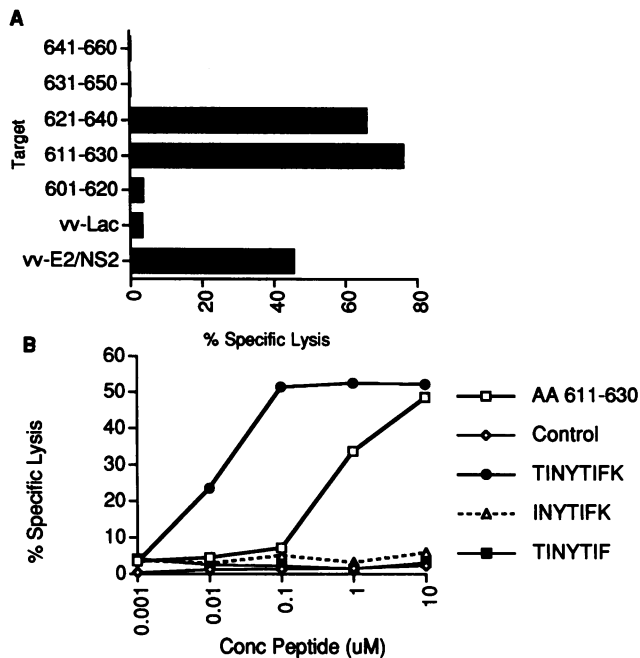 A
Target
641-660
631-650
621-640
611-630
601-620
vv-Lac
vv-E2/NS2
0
20
40
60
80
% Specific Lysis
B
% Specific Lysis
60
50
40
30
20
10
0
0.001
0.01
0.1
1
10
Conc Peptide (uM)
AA 611-630
Control
TINYTIFK
INYTIFK
TINYTIF